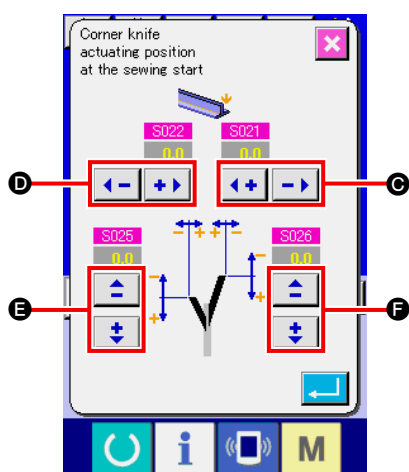 Corner knife
actuating position
at the sewing start
S022 S021
0.0 0.0
D C
S025 S026
0.0 0.0
E F
M